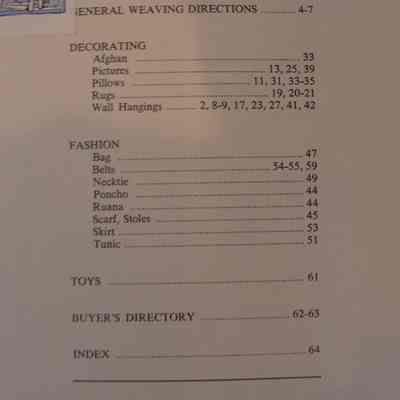 GENERAL WEAVING DIRECTIONS ............ 4-7
DECORATING
Afghan ............ 33
Pictures ............ 13, 25, 39
Pillows ............ 11, 31, 33-35
Rugs ............ 19, 20-21
Wall Hangings ............ 2, 8-9, 17, 23, 27, 41, 42
FASHION
Bag ............ 47
Belts ............ 54-55, 59
Necktie ............ 49
Poncho ............ 44
Ruana ............ 44
Scarf, Stoles ............ 45
Skirt ............ 53
Tunic ............ 51
TOYS ............ 61
BUYER'S DIRECTORY ............ 62-63
INDEX ............ 64